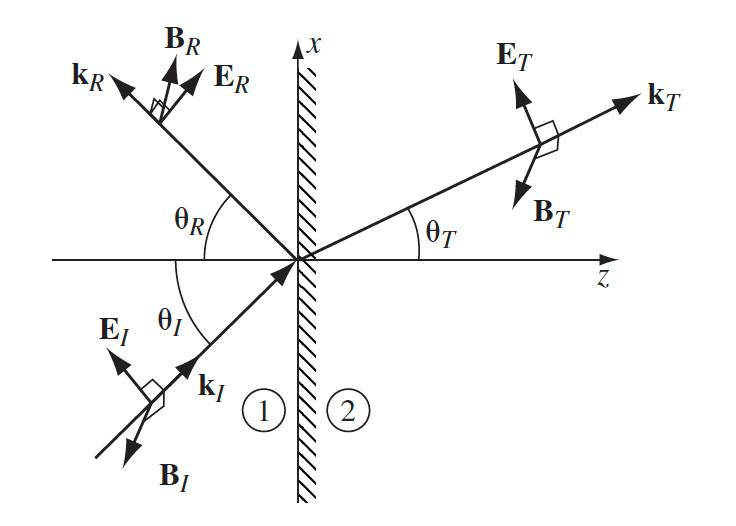 B_R
x
k_R
E_R
E_T
k_T
θ_R
B_T
θ_T
z
E_I
θ_I
k_I
1
2
B_I